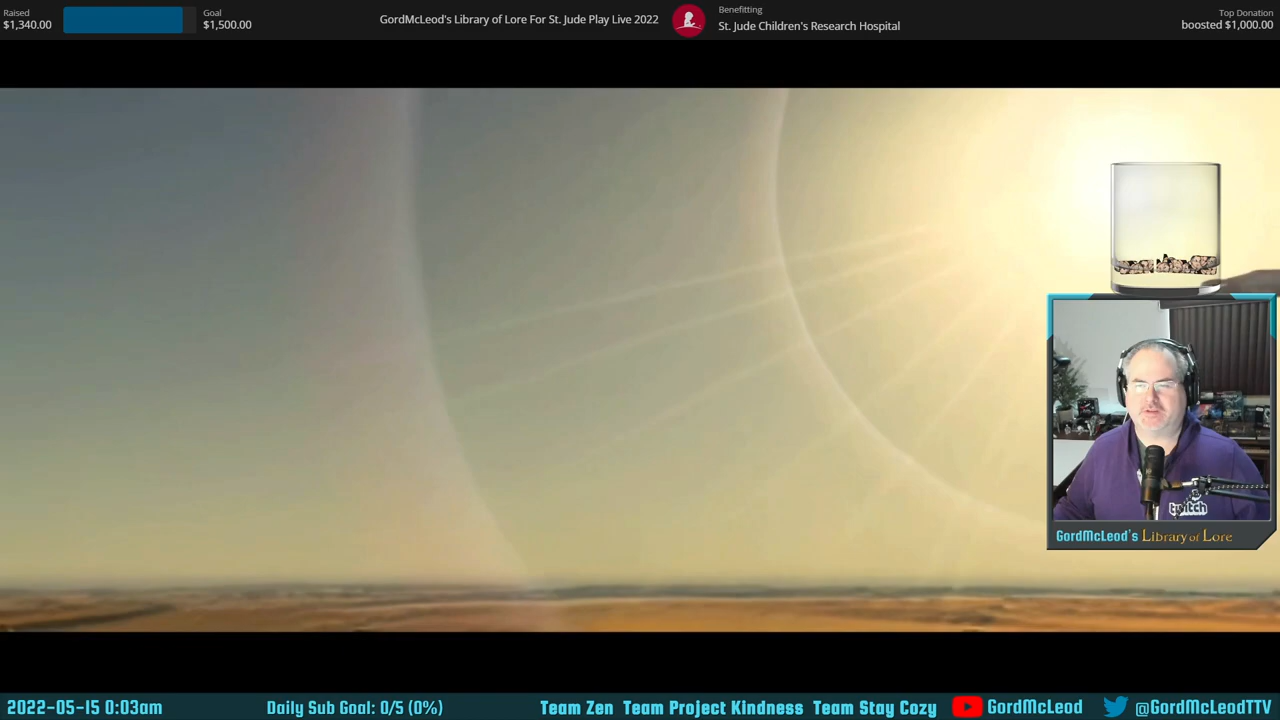 Raised
$1,340.00
Goal
$1,500.00
GordMcLeod's Library of Lore For St. Jude Play Live 2022
Benefitting
St. Jude Children's Research Hospital
Top Donation
boosted $1,000.00
twitch
GordMcLeod's Library of Lore
2022-05-15 0:03am
Daily Sub Goal: 0/5 (0%)
Team Zen Team Project Kindness Team Stay Cozy
GordMcLeod
@GordMcLeodTTV